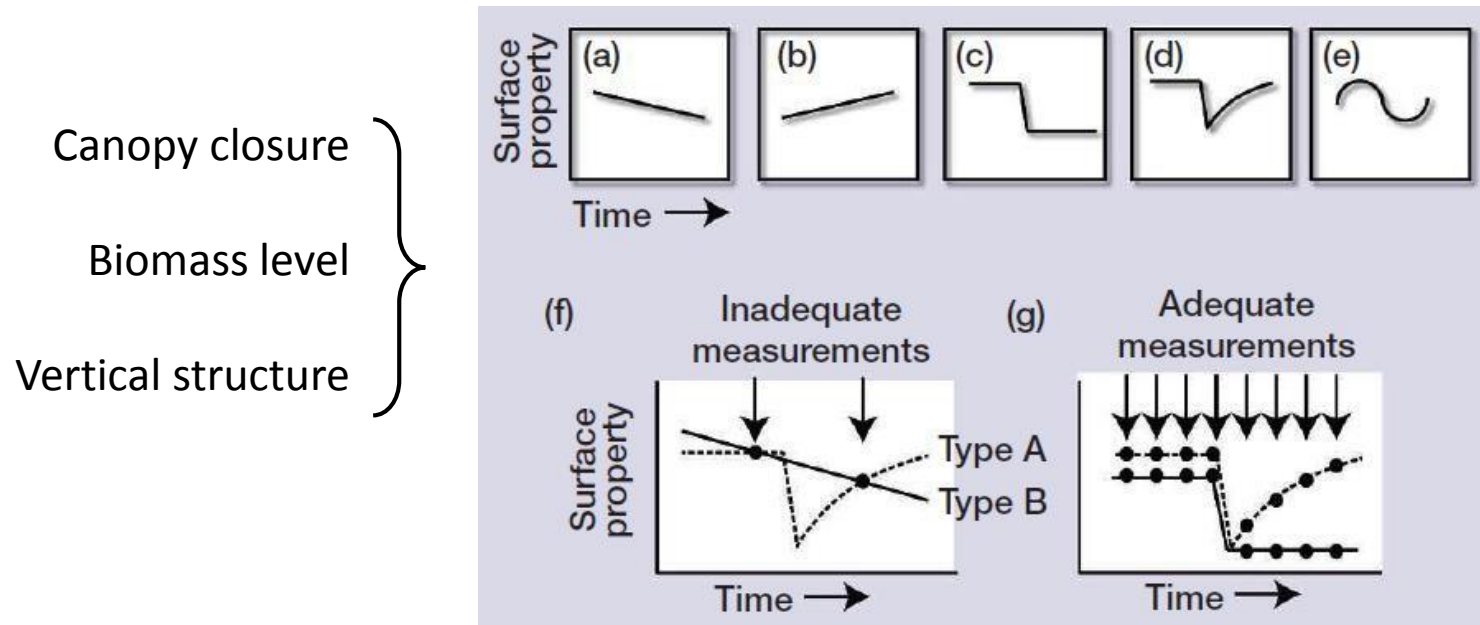 Canopy closure
Biomass level
Vertical structure
Surface
property
(a)
(b)
(c)
(d)
(e)
Time
(f)
Inadequate
measurements
Surface
property
Type A
Type B
Time
(g)
Adequate
measurements
Time